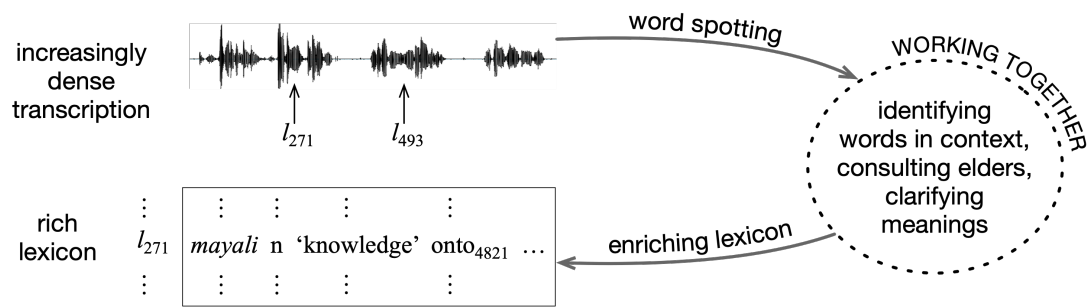 increasingly
dense
transcription
l271
l493
word spotting
WORKING TOGETHER
identifying
words in context,
consulting elders,
clarifying
meanings
enriching lexicon
rich
lexicon
⋮ ⋮ ⋮ ⋮ ⋮
l271 mayali n ‘knowledge’ onto4821 …
⋮ ⋮ ⋮ ⋮ ⋮